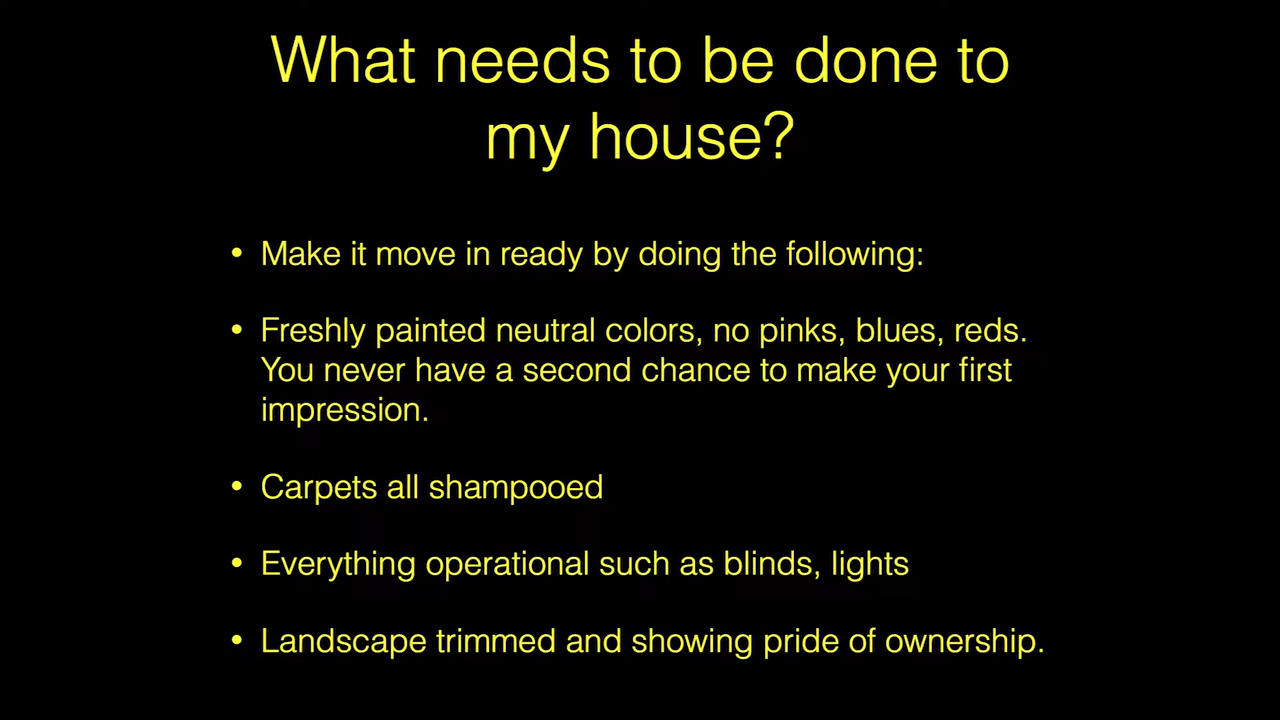 What needs to be done to
my house?
• Make it move in ready by doing the following:
• Freshly painted neutral colors, no pinks, blues, reds.
You never have a second chance to make your first
impression.
• Carpets all shampooed
• Everything operational such as blinds, lights
• Landscape trimmed and showing pride of ownership.